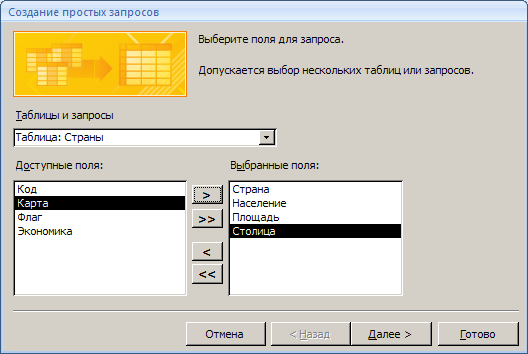 Создание простых запросов
Выберите поля для запроса.
Допускается выбор нескольких таблиц или запросов.
Таблицы и запросы
Таблица: Страны
Доступные поля:
Выбранные поля:
Код
Карта
Флаг
Экономика
>
>>
<
<<
Страна
Население
Площадь
Столица
Отмена
< Назад
Далее >
Готово